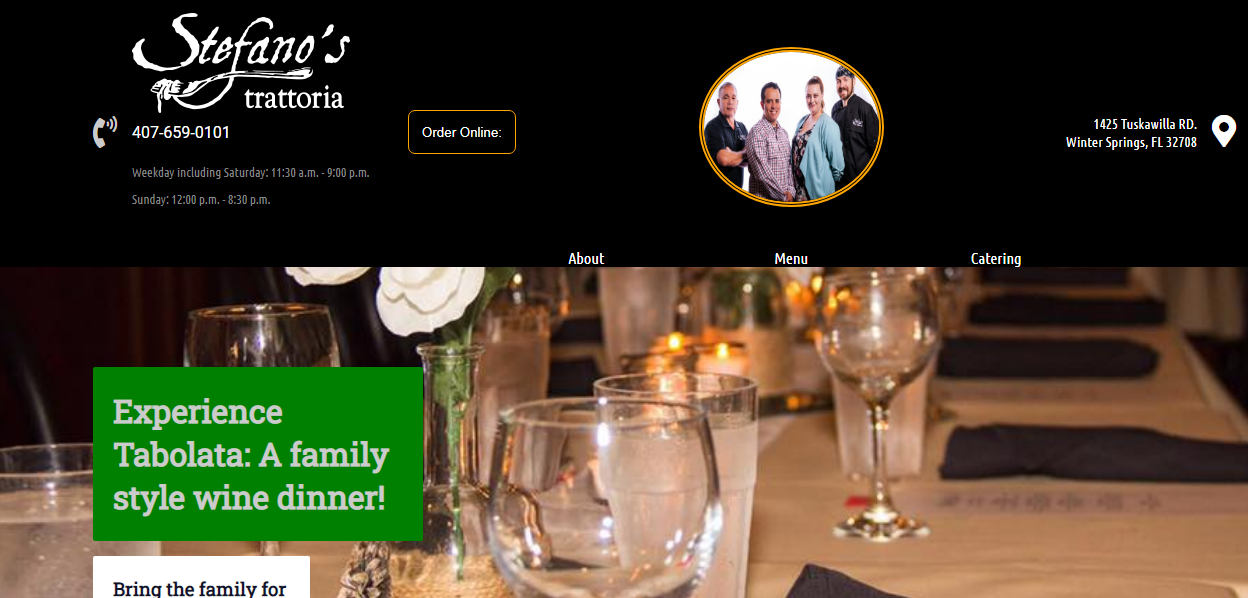 Stefano's
trattoria
407-659-0101
Order Online:
Weekday including Saturday: 11:30 a.m. - 9:00 p.m.
Sunday: 12:00 p.m. - 8:30 p.m.
1425 Tuskawilla RD.
Winter Springs, FL 32708
About
Menu
Catering
Experience
Tabolata: A family
style wine dinner!
Bring the family for